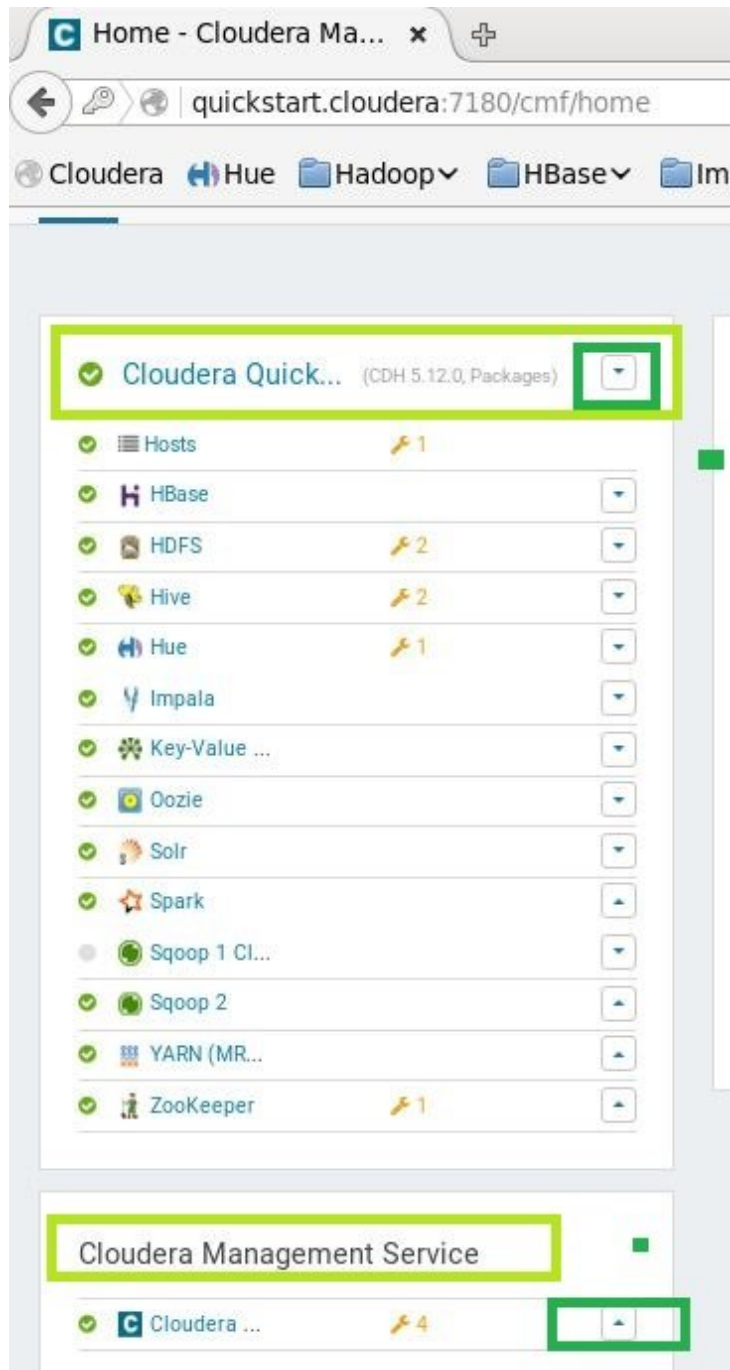 Home - Cloudera Ma...
quickstart.cloudera:7180/cmf/home
Cloudera Hue Hadoop HBase Im
Cloudera Quick... (CDH 5.12.0, Packages)
Hosts 1
HBase
HDFS 2
Hive 2
Hue 1
Impala
Key-Value ...
Oozie
Solr
Spark
Sqoop 1 Cl...
Sqoop 2
YARN (MR...
ZooKeeper 1
Cloudera Management Service
Cloudera ... 4